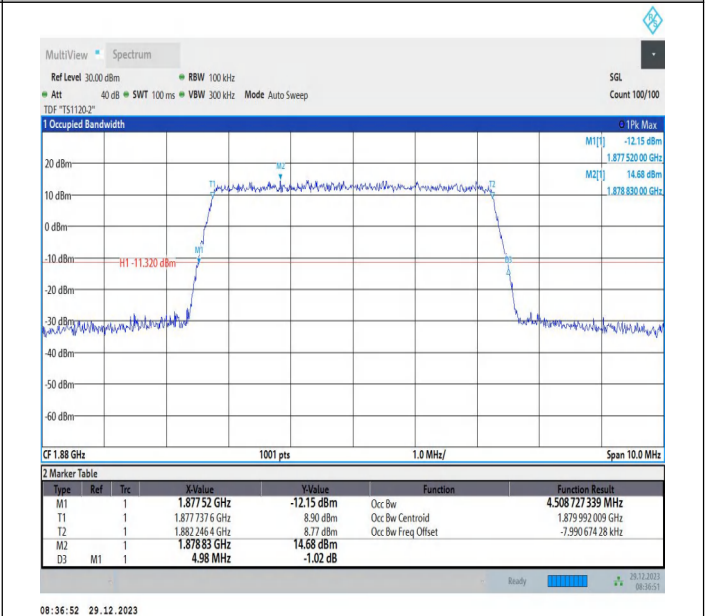 MultiView Spectrum
Ref Level 30.00 dBm RBW 100 kHz SGL
Att 40 dB SWT 100 ms VBW 300 kHz Mode Auto Sweep Count 100/100
TDF "TS1120-2"
1 Occupied Bandwidth 1Pk Max
M1[1] -12.15 dBm
1.877 520 00 GHz
20 dBm
M2
M2[1] 14.68 dBm
T1 T2
1.878 830 00 GHz
10 dBm
0 dBm
M1
-10 dBm
H1 -11.320 dBm
D3
-20 dBm
-30 dBm
-40 dBm
-50 dBm
-60 dBm
CF 1.88 GHz 1001 pts 1.0 MHz/ Span 10.0 MHz
2 Marker Table
Type Ref Trc X-Value Y-Value Function Function Result
M1 1 1.877 52 GHz -12.15 dBm Occ Bw 4.508 727 339 MHz
T1 1 1.877 737 6 GHz 8.90 dBm Occ Bw Centroid 1.879 992 009 GHz
T2 1 1.882 246 4 GHz 8.77 dBm Occ Bw Freq Offset -7.990 674 28 kHz
M2 1 1.878 83 GHz 14.68 dBm
D3 M1 1 4.98 MHz -1.02 dB
Ready 29.12.2023
08:36:51
08:36:52 29.12.2023